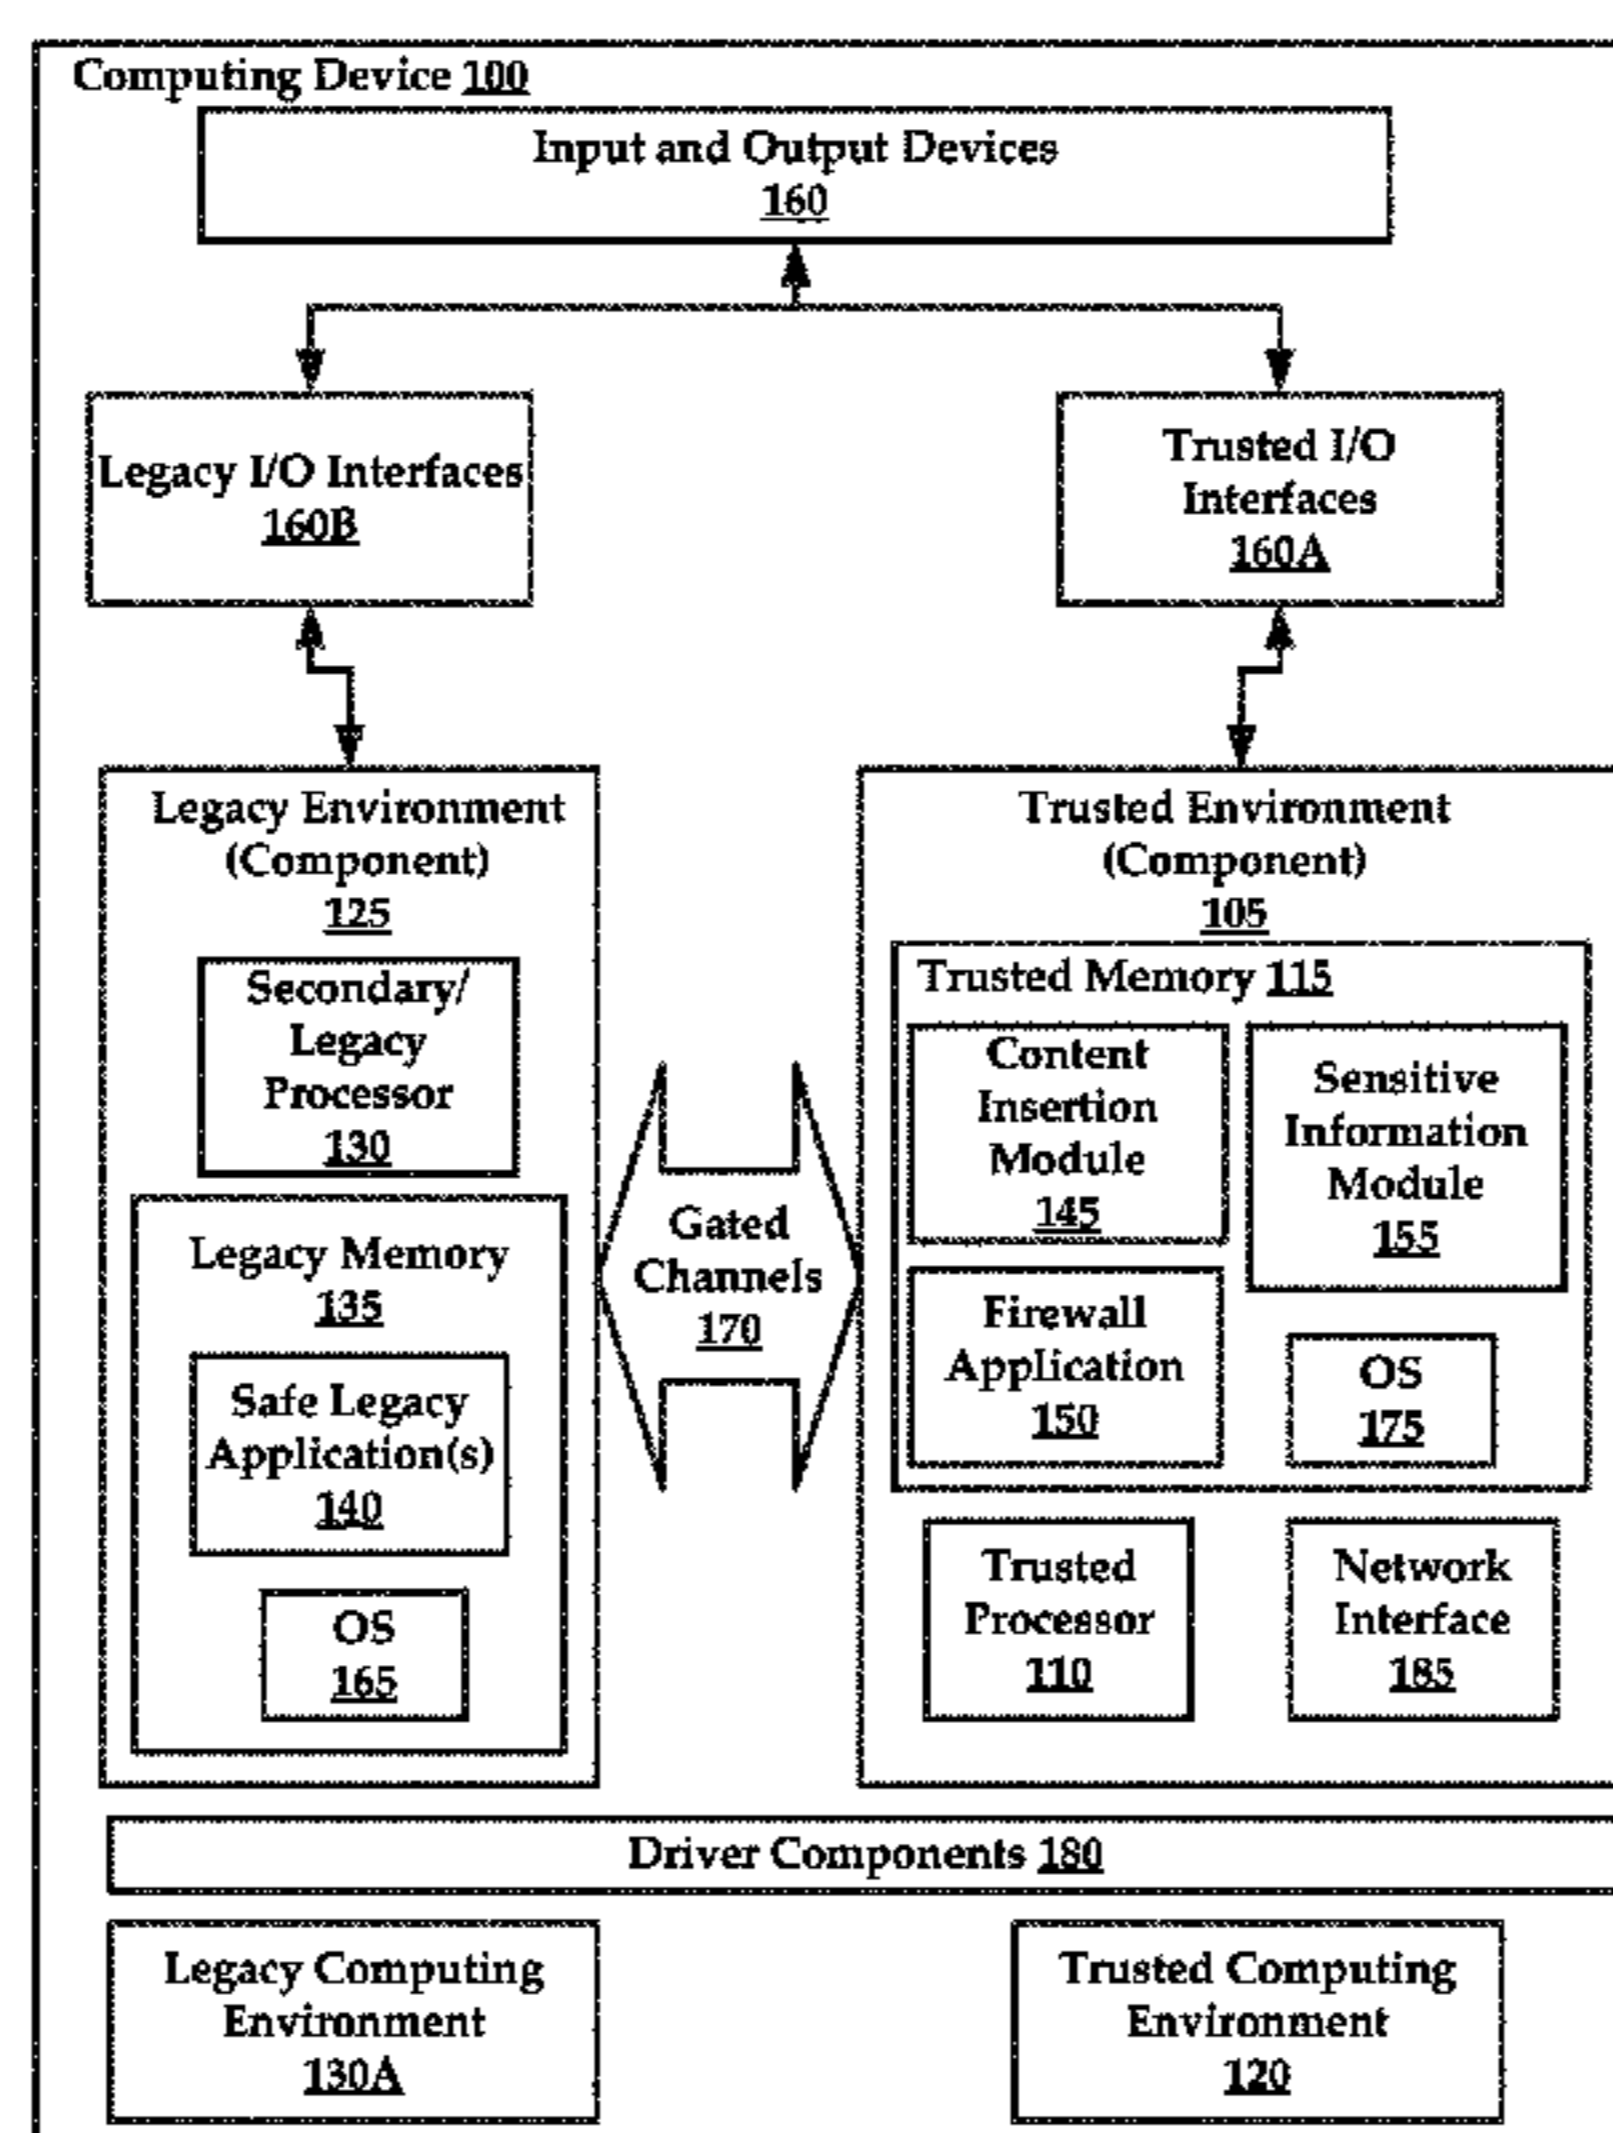 Computing Device 100
Input and Output Devices
160
Legacy I/O Interfaces
160B
Trusted I/O
Interfaces
160A
Legacy Environment
(Component)
125
Secondary/
Legacy
Processor
130
Legacy Memory
135
Safe Legacy
Application(s)
140
OS
165
Gated
Channels
170
Trusted Environment
(Component)
105
Trusted Memory 115
Content
Insertion
Module
145
Sensitive
Information
Module
155
Firewall
Application
150
OS
175
Trusted
Processor
110
Network
Interface
185
Driver Components 180
Legacy Computing
Environment
130A
Trusted Computing
Environment
120